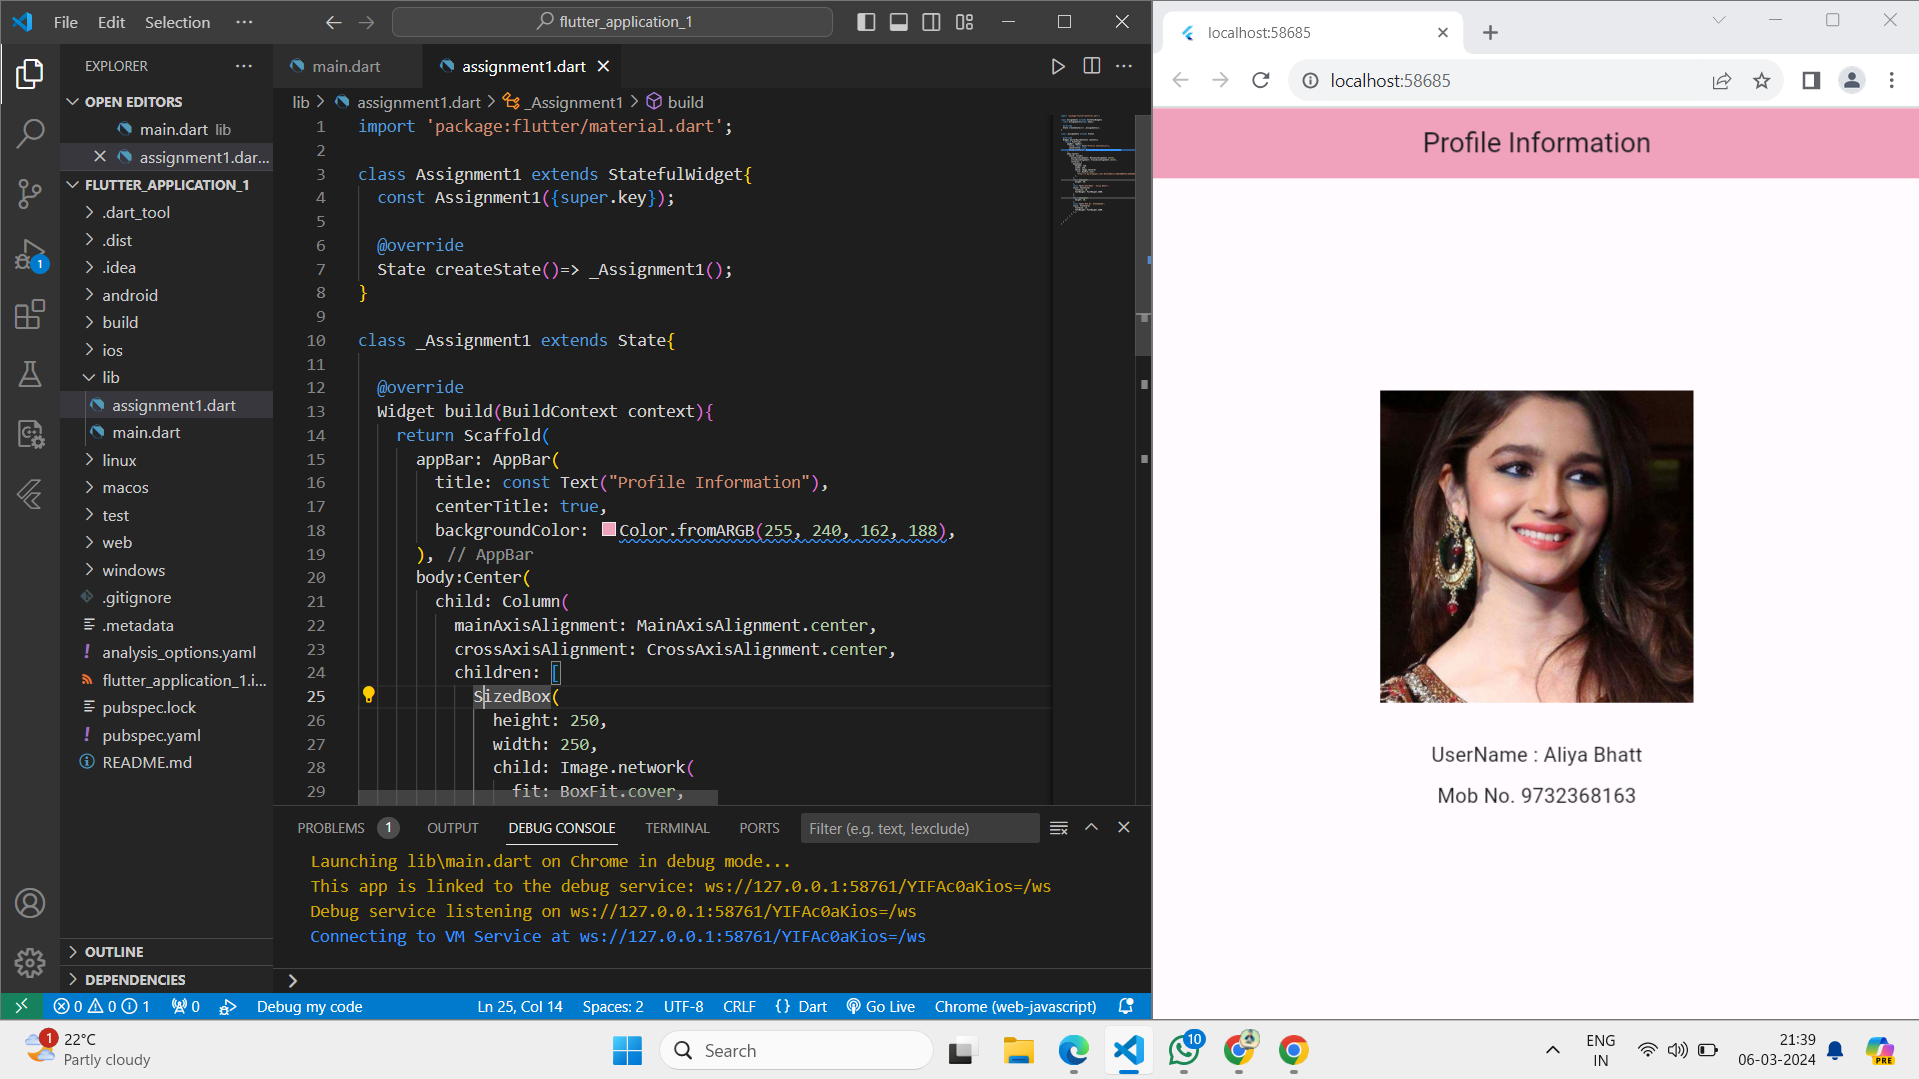 File Edit Selection ···
flutter_application_1
EXPLORER ···
OPEN EDITORS
main.dart lib
assignment1.dar...
FLUTTER_APPLICATION_1
.dart_tool
.dist
.idea
android
build
ios
lib
assignment1.dart
main.dart
linux
macos
test
web
windows
.gitignore
.metadata
analysis_options.yaml
flutter_application_1.i...
pubspec.lock
pubspec.yaml
README.md
OUTLINE
DEPENDENCIES
main.dart assignment1.dart
lib > assignment1.dart > _Assignment1 > build
1 import 'package:flutter/material.dart';
2
3 class Assignment1 extends StatefulWidget{
4 const Assignment1({super.key});
5
6 @override
7 State createState()=> _Assignment1();
8 }
9
10 class _Assignment1 extends State{
11
12 @override
13 Widget build(BuildContext context){
14 return Scaffold(
15 appBar: AppBar(
16 title: const Text("Profile Information"),
17 centerTitle: true,
18 backgroundColor: Color.fromARGB(255, 240, 162, 188),
19 ), // AppBar
20 body:Center(
21 child: Column(
22 mainAxisAlignment: MainAxisAlignment.center,
23 crossAxisAlignment: CrossAxisAlignment.center,
24 children: [
25 SizedBox(
26 height: 250,
27 width: 250,
28 child: Image.network(
29 fit: BoxFit.cover,
PROBLEMS 1 OUTPUT DEBUG CONSOLE TERMINAL PORTS Filter (e.g. text, !exclude)
Launching lib\main.dart on Chrome in debug mode...
This app is linked to the debug service: ws://127.0.0.1:58761/YIFAc0aKios=/ws
Debug service listening on ws://127.0.0.1:58761/YIFAc0aKios=/ws
Connecting to VM Service at ws://127.0.0.1:58761/YIFAc0aKios=/ws
0 0 1 0 Debug my code Ln 25, Col 14 Spaces: 2 UTF-8 CRLF {} Dart Go Live Chrome (web-javascript)
localhost:58685
localhost:58685
Profile Information
UserName : Aliya Bhatt
Mob No. 9732368163
1 22°C
Partly cloudy
Search
10
ENG
IN
21:39
06-03-2024
PRE